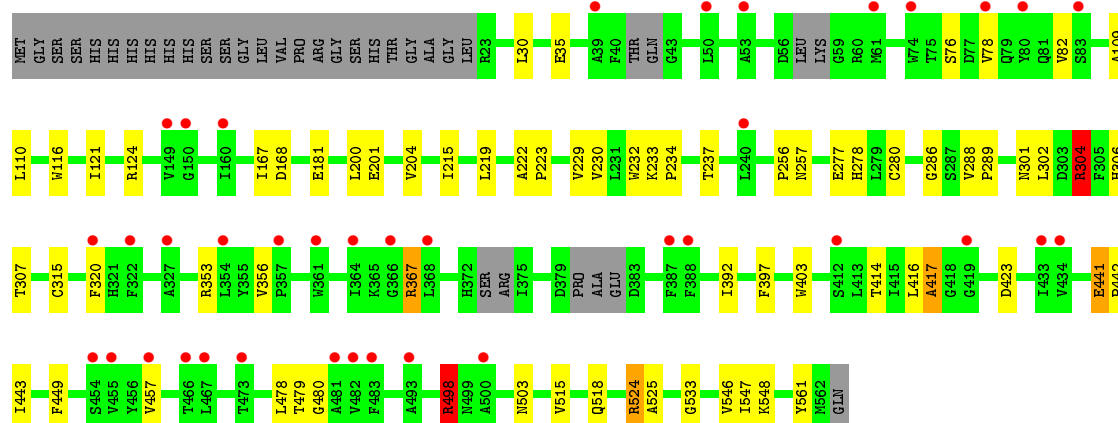 MET GLY SER SER HIS HIS HIS HIS HIS HIS SER SER GLY LEU VAL PRO ARG GLY SER HIS THR GLY ALA GLY LEU R23 L30 E35 A39 F40 THR GLN G43 L50 A53 D56 LEU LYS G59 R60 M61 W74 T75 S76 D77 V78 Q79 Y80 Q81 V82 S83 A109
L110 W116 I121 R124 V149 G150 I160 I167 D168 E181 L200 E201 V204 I215 L219 A222 P223 V229 V230 L231 W232 K233 P234 T237 L240 P256 N257 E277 H278 L279 C280 G286 S287 V288 P289 N301 L302 D303 R304 F305 H306
T307 C315 F320 H321 F322 A327 R353 L354 Y355 V356 P357 W361 I364 K365 G366 R367 L368 H372 SER ARG I375 D379 PRO ALA GLU D383 F387 F388 I392 F397 W403 S412 L413 T414 I415 L416 A417 G418 G419 D423 I433 V434 E441
I443 F449 S454 V455 Y456 V457 T466 L467 T473 L478 T479 G480 A481 V482 F483 A493 R498 N499 A500 N503 V515 Q518 R524 A525 G533 V546 I547 K548 Y561 M562 GLN